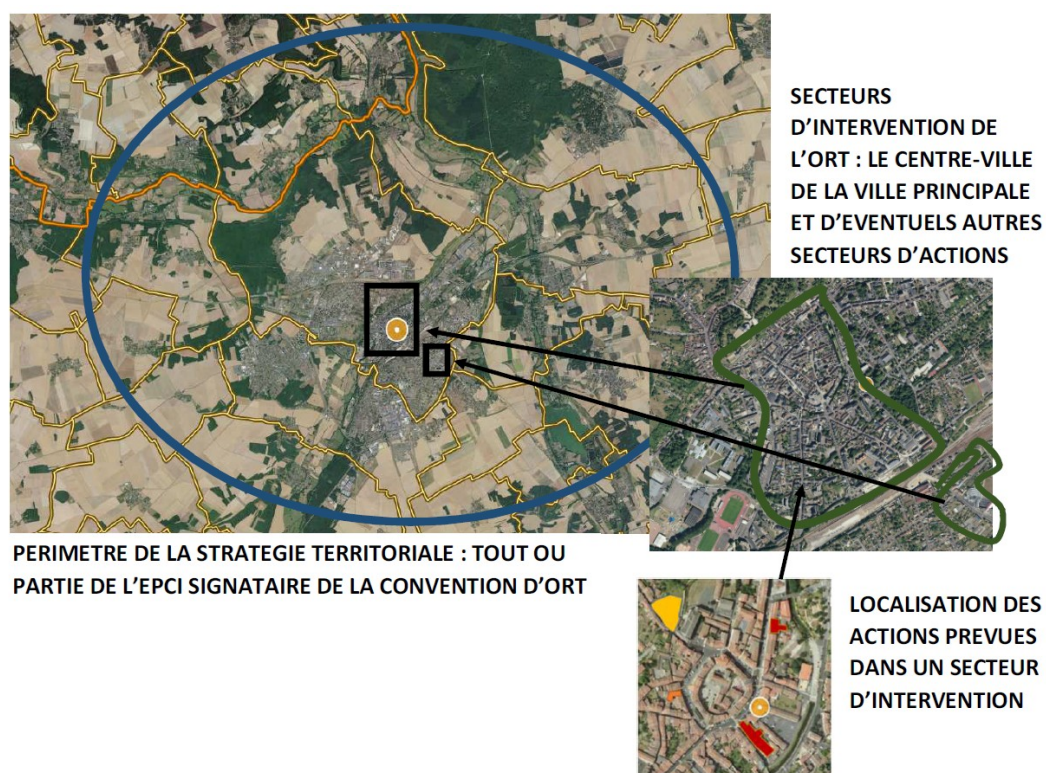 SECTEURS
D'INTERVENTION DE
L'ORT : LE CENTRE-VILLE
DE LA VILLE PRINCIPALE
ET D'EVENTUELS AUTRES
SECTEURS D'ACTIONS
PERIMETRE DE LA STRATEGIE TERRITORIALE : TOUT OU
PARTIE DE L'EPCI SIGNATAIRE DE LA CONVENTION D'ORT
LOCALISATION DES
ACTIONS PREVUES
DANS UN SECTEUR
D'INTERVENTION